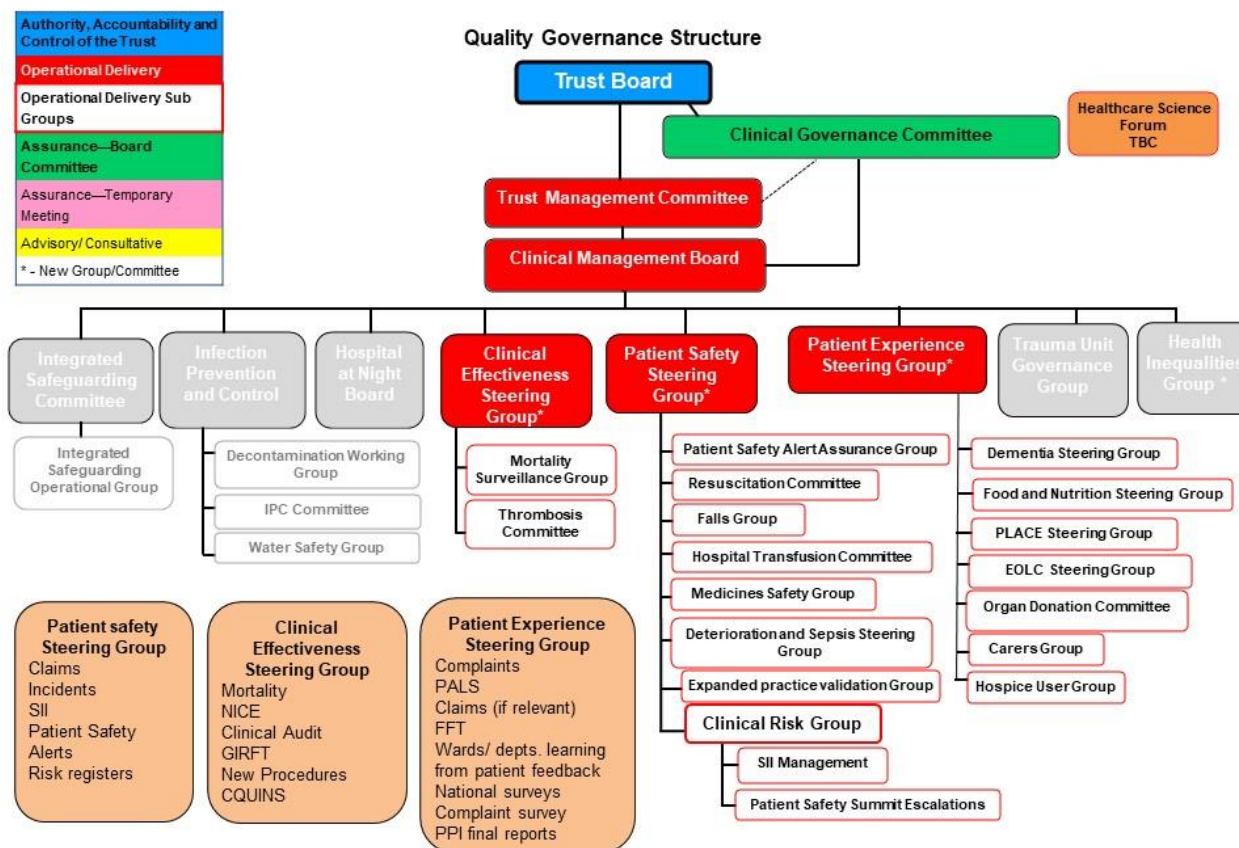 Authority, Accountability and
Control of the Trust
Operational Delivery
Operational Delivery Sub
Groups
Assurance—Board
Committee
Assurance—Temporary
Meeting
Advisory/ Consultative
* - New Group/Committee
Quality Governance Structure
Trust Board
Clinical Governance Committee
Healthcare Science
Forum
TBC
Trust Management Committee
Clinical Management Board
Integrated
Safeguarding
Committee
Infection
Prevention
and Control
Hospital
at Night
Board
Clinical
Effectiveness
Steering
Group*
Patient Safety
Steering
Group*
Patient Experience
Steering Group*
Trauma Unit
Governance
Group
Health
Inequalities
Group *
Integrated
Safeguarding
Operational Group
Decontamination Working
Group
IPC Committee
Water Safety Group
Mortality
Surveillance Group
Thrombosis
Committee
Patient Safety Alert Assurance Group
Resuscitation Committee
Falls Group
Hospital Transfusion Committee
Medicines Safety Group
Deterioration and Sepsis Steering
Group
Expanded practice validation Group
Clinical Risk Group
SII Management
Patient Safety Summit Escalations
Dementia Steering Group
Food and Nutrition Steering Group
PLACE Steering Group
EOLC Steering Group
Organ Donation Committee
Carers Group
Hospice User Group
Patient safety
Steering Group
Claims
Incidents
SII
Patient Safety
Alerts
Risk registers
Clinical
Effectiveness
Steering Group
Mortality
NICE
Clinical Audit
GIRFT
New Procedures
CQUINS
Patient Experience
Steering Group
Complaints
PALS
Claims (if relevant)
FFT
Wards/ depts. learning
from patient feedback
National surveys
Complaint survey
PPI final reports